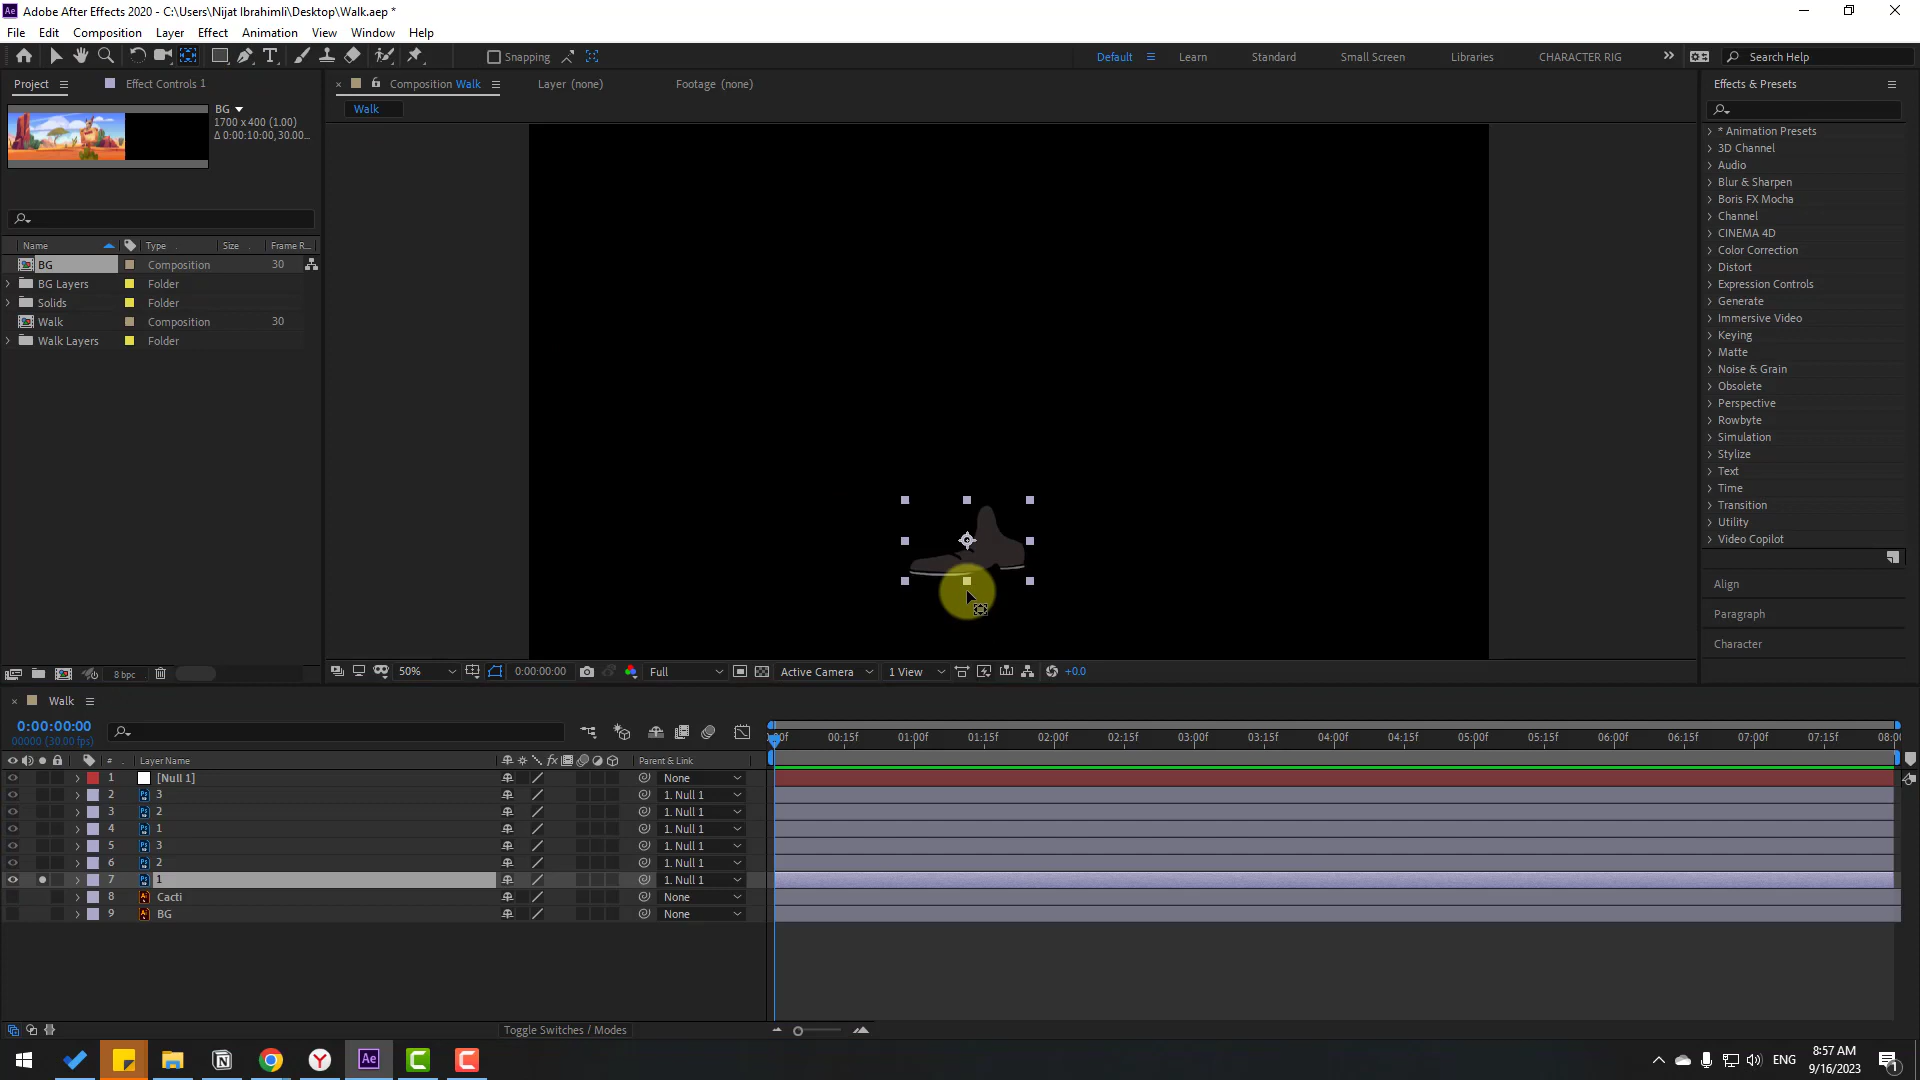 Adobe After Effects 2020 - C:\Users\Nijat Ibrahimli\Desktop\Walk.aep *
File Edit Composition Layer Effect Animation View Window Help
Snapping
Default Learn Standard Small Screen Libraries CHARACTER RIG Search Help
Project Effect Controls 1
BG
1700 x 400 (1.00)
Δ 0:00:10:00, 30.00...
Name Type Size Frame R...
BG Composition 30
BG Layers Folder
Solids Folder
Walk Composition 30
Walk Layers Folder
8 bpc
Composition Walk Layer (none) Footage (none)
Walk
50% 0:00:00:00 Full Active Camera 1 View +0.0
Effects & Presets
* Animation Presets
3D Channel
Audio
Blur & Sharpen
Boris FX Mocha
Channel
CINEMA 4D
Color Correction
Distort
Expression Controls
Generate
Immersive Video
Keying
Matte
Noise & Grain
Obsolete
Perspective
Rowbyte
Simulation
Stylize
Text
Time
Transition
Utility
Video Copilot
Align
Paragraph
Character
Walk
0:00:00:00
00000 (30.00 fps)
# Layer Name fx Parent & Link
1 [Null 1] None
2 3 1. Null 1
3 2 1. Null 1
4 1 1. Null 1
5 3 1. Null 1
6 2 1. Null 1
7 1 1. Null 1
8 Cacti None
9 BG None
00:15f 01:00f 01:15f 02:00f 02:15f 03:00f 03:15f 04:00f 04:15f 05:00f 05:15f 06:00f 06:15f 07:00f 07:15f
Toggle Switches / Modes
ENG
8:57 AM
9/16/2023
1